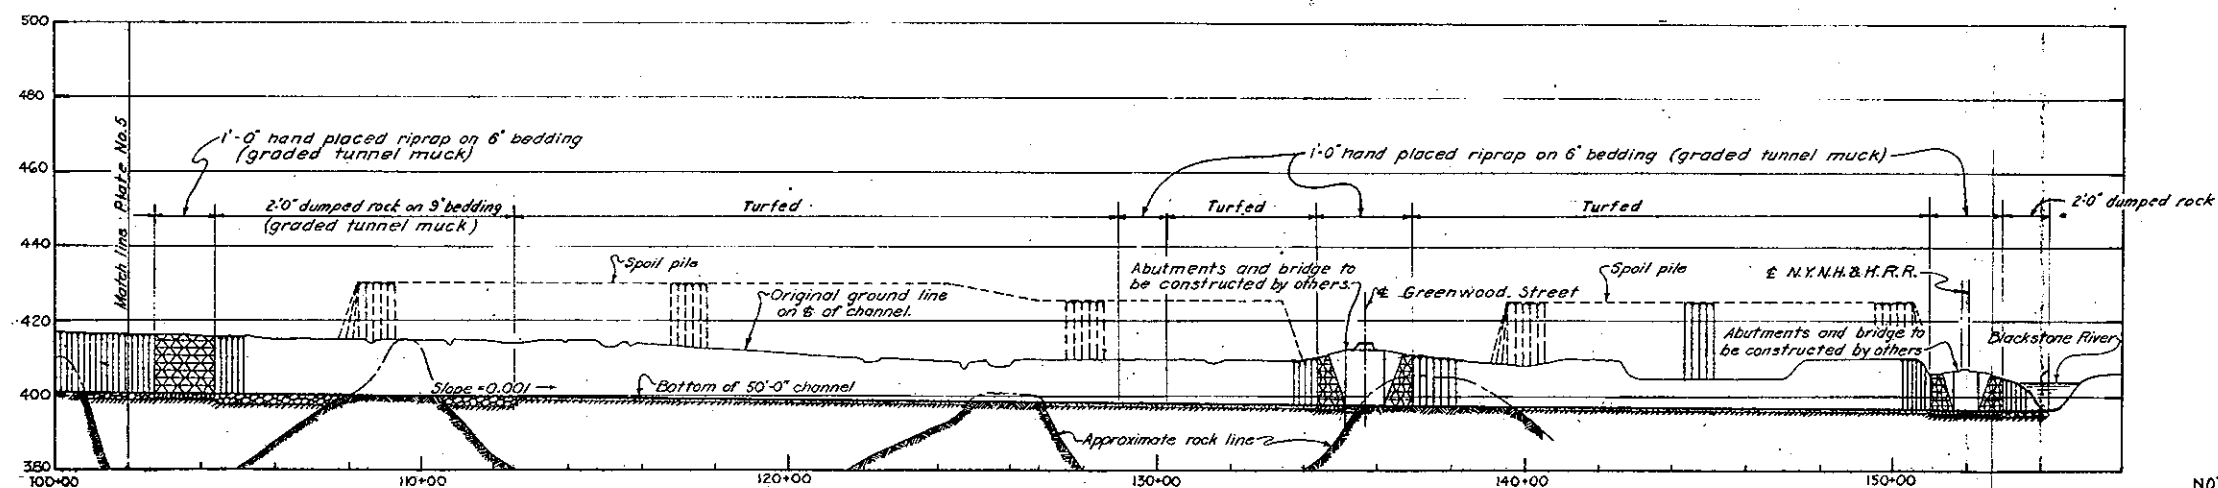 500
480
460
440
420
400
380
Match line Plate No.5
1'-0" hand placed riprap on 6" bedding
(graded tunnel muck)
2'-0" dumped rock on 9" bedding
(graded tunnel muck)
Turfed
1'-0" hand placed riprap on 6" bedding (graded tunnel muck)
Turfed
Turfed
2'-0" dumped rock
Spoil pile
Original ground line
on ℄ of channel.
Abutments and bridge to
be constructed by others.
℄ Greenwood. Street
Spoil pile
℄ N.Y.N.H.& H.R.R.
Abutments and bridge to
be constructed by others
Blackstone River
Slope = 0.001 →
Bottom of 50'-0" channel
Approximate rock line
100+00
110+00
120+00
130+00
140+00
150+00